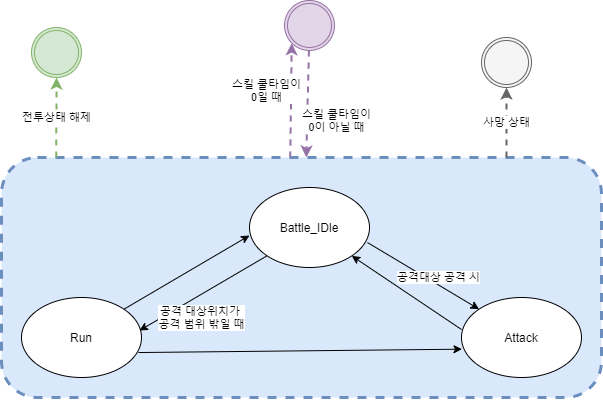 스킬 쿨타임이
0일 때
전투상태 해제
스킬 쿨타임이
0이 아닐 때
사망 상태
Battle_IDle
공격대상 공격 시
공격 대상위치가
공격 범위 밖일 때
Run
Attack